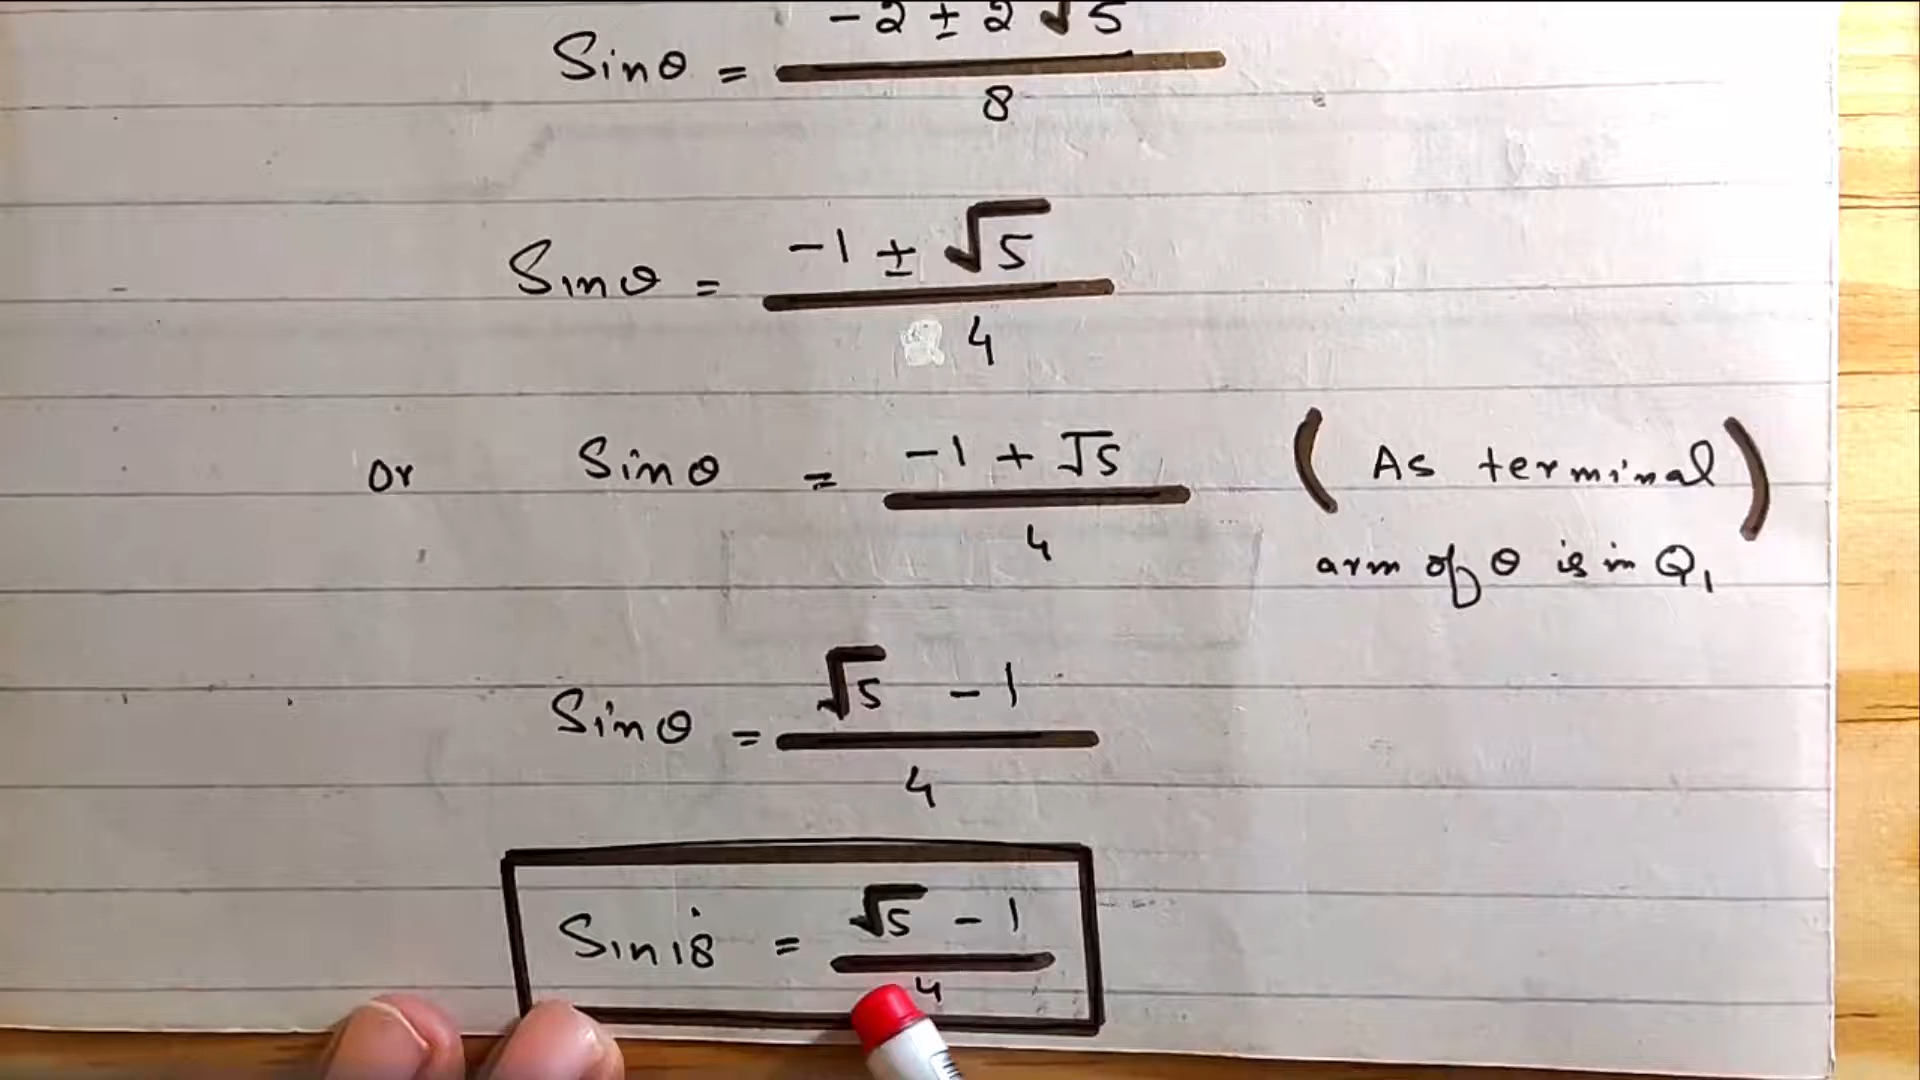 Sinθ = -2 ± 2√5 / 8
Sinθ = -1 ± √5 / 4
or Sinθ = -1 + √5 / 4 (As terminal)
arm of θ is in Q₁
Sinθ = √5 - 1 / 4
Sin18° = √5 - 1 / 4